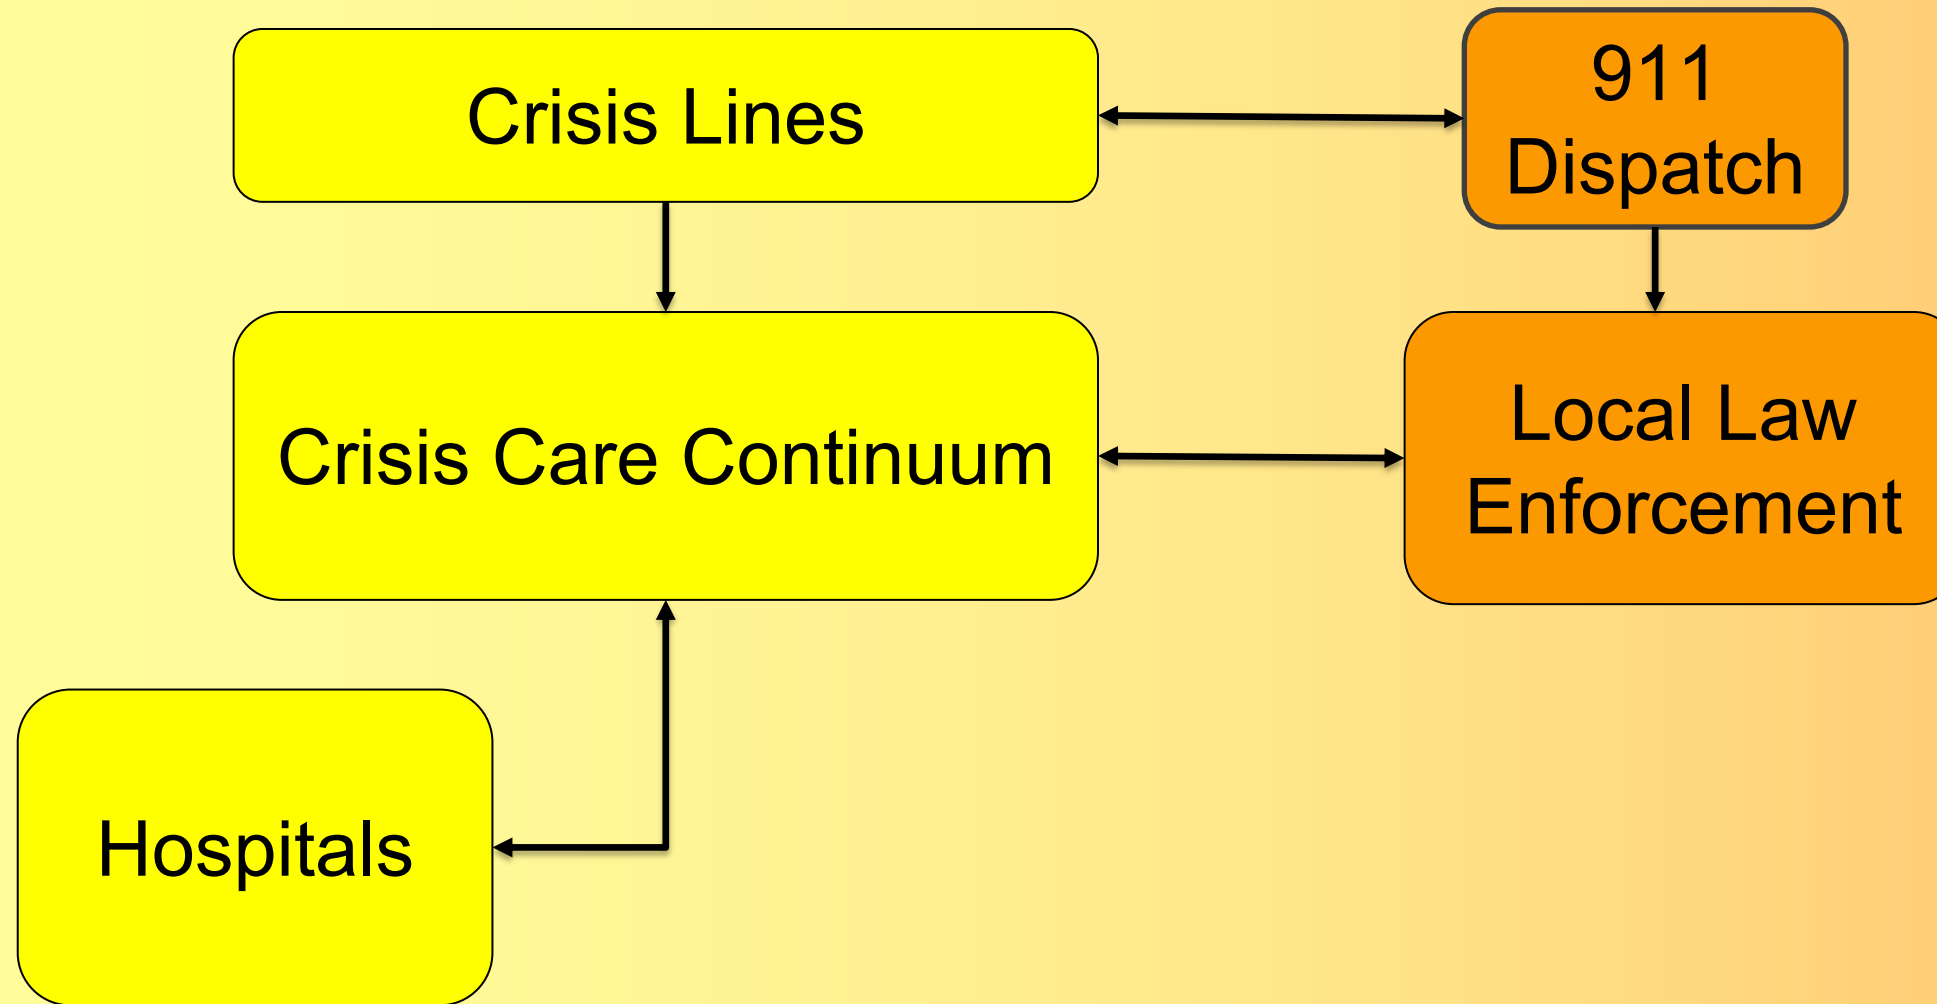 Crisis Lines
911
Dispatch
Crisis Care Continuum
Local Law
Enforcement
Hospitals